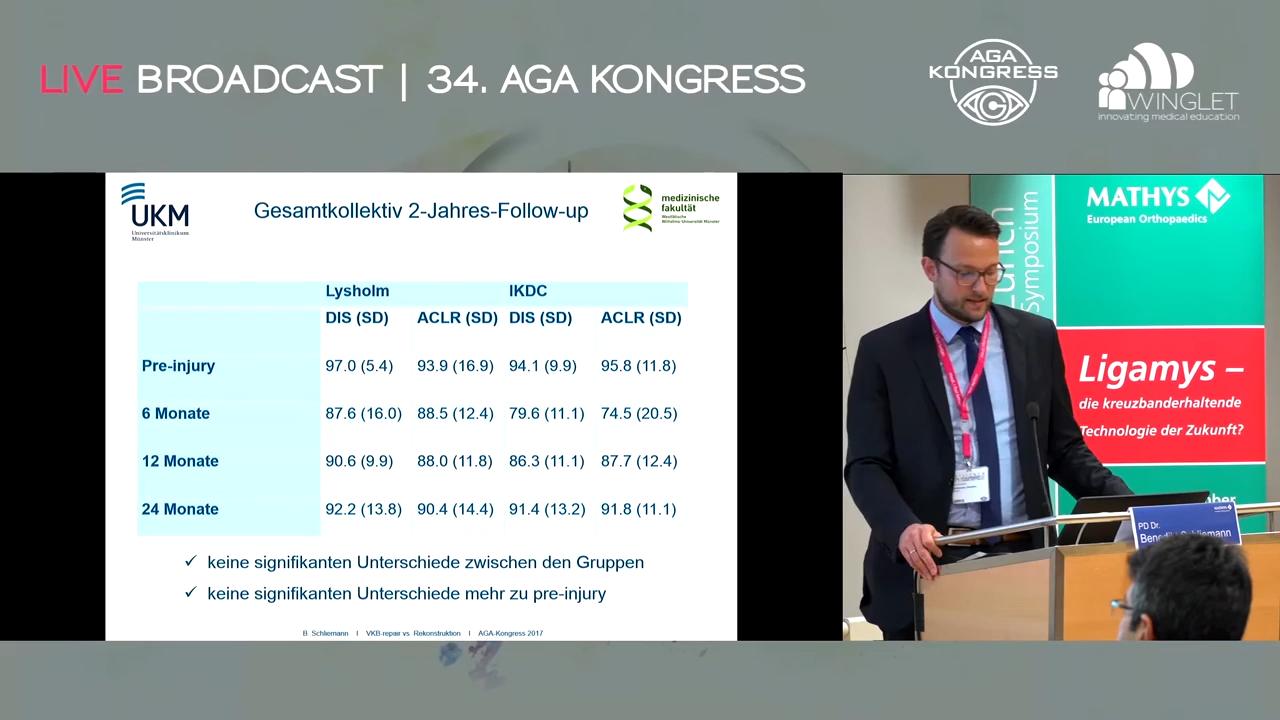 LIVE BROADCAST | 34. AGA KONGRESS
AGA
KONGRESS
AGA
WINGLET
innovating medical education
UKM
Universitätsklinikum
Münster
Gesamtkollektiv 2-Jahres-Follow-up
medizinische
fakultät
Westfälische
Wilhelms-Universität Münster
Lysholm IKDC
DIS (SD) ACLR (SD) DIS (SD) ACLR (SD)
Pre-injury 97.0 (5.4) 93.9 (16.9) 94.1 (9.9) 95.8 (11.8)
6 Monate 87.6 (16.0) 88.5 (12.4) 79.6 (11.1) 74.5 (20.5)
12 Monate 90.6 (9.9) 88.0 (11.8) 86.3 (11.1) 87.7 (12.4)
24 Monate 92.2 (13.8) 90.4 (14.4) 91.4 (13.2) 91.8 (11.1)
✓ keine signifikanten Unterschiede zwischen den Gruppen
✓ keine signifikanten Unterschiede mehr zu pre-injury
B. Schliemann | VKB-repair vs. Rekonstruktion | AGA-Kongress 2017
Symposium
MATHYS
European Orthopaedics
Ligamys –
die kreuzbanderhaltende
Technologie der Zukunft?
PD Dr.